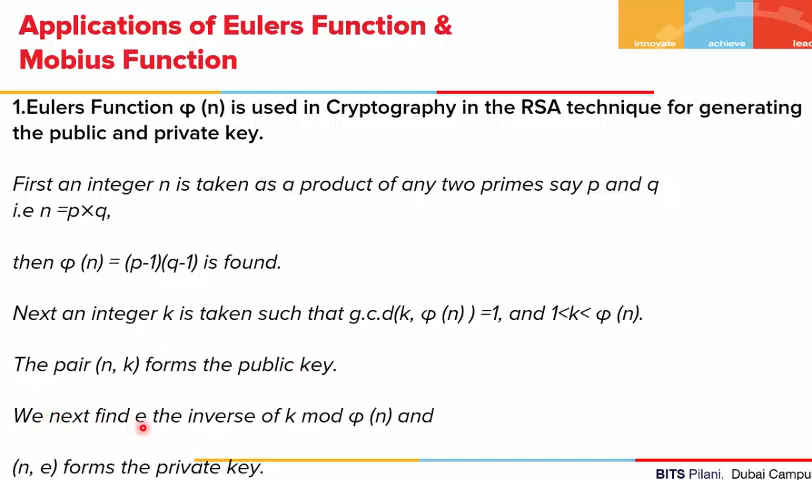 Applications of Eulers Function &
Mobius Function
innovate achieve lead
1.Eulers Function φ (n) is used in Cryptography in the RSA technique for generating
the public and private key.
First an integer n is taken as a product of any two primes say p and q
i.e n =p×q,
then φ (n) = (p-1)(q-1) is found.
Next an integer k is taken such that g.c.d(k, φ (n) ) =1, and 1<k< φ (n).
The pair (n, k) forms the public key.
We next find e the inverse of k mod φ (n) and
(n, e) forms the private key.
BITS Pilani, Dubai Campu